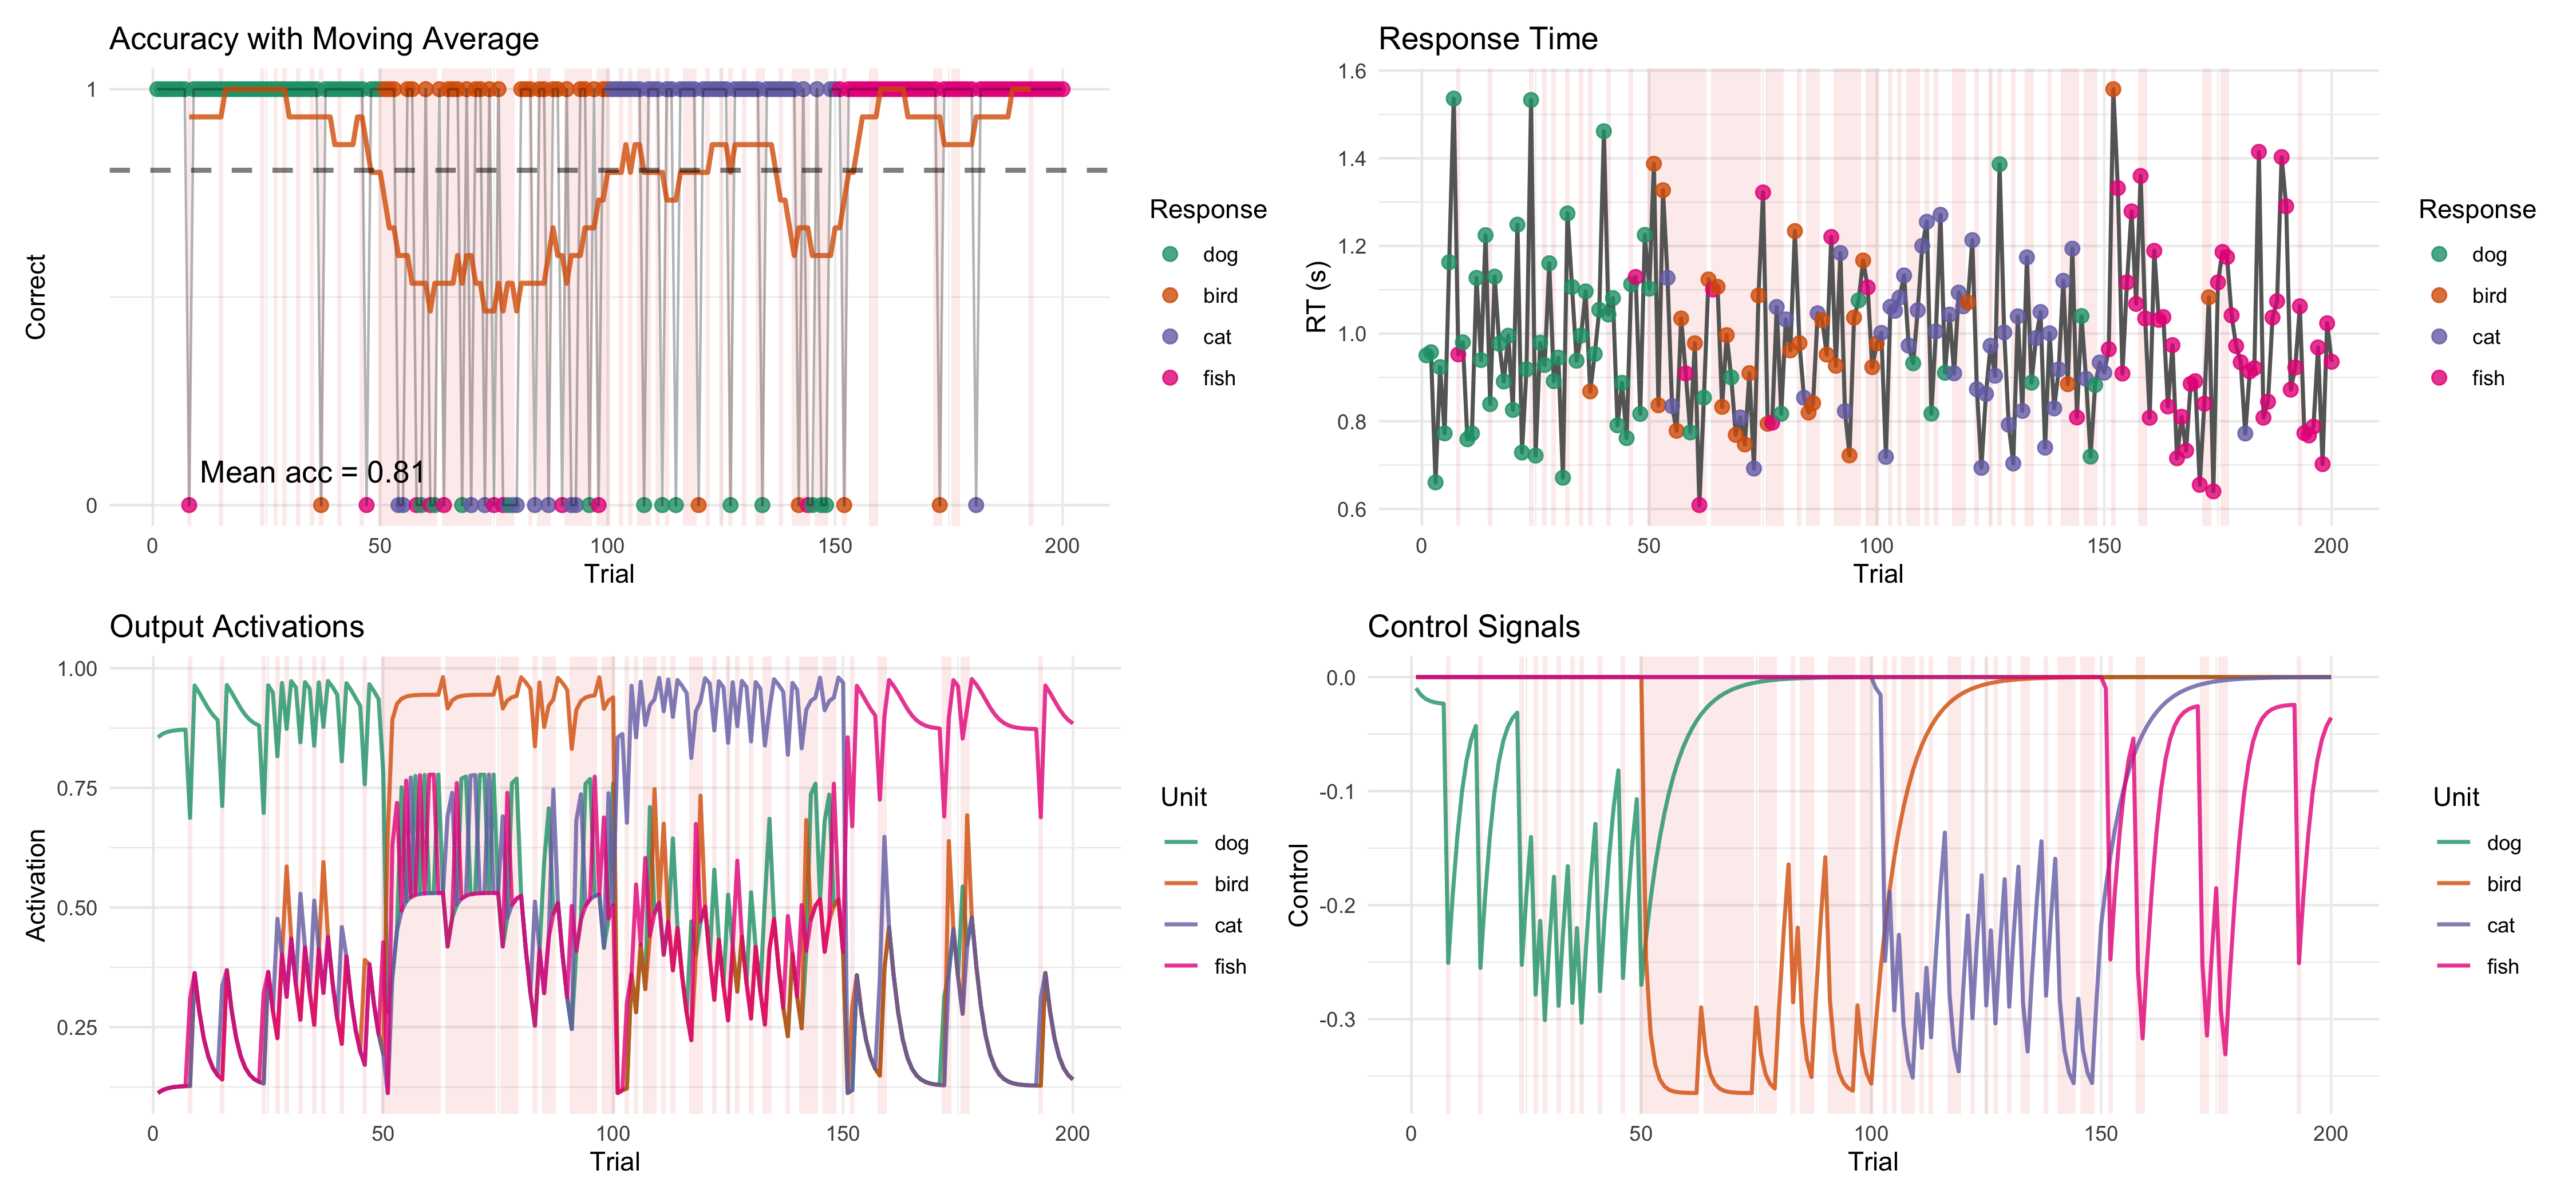 Accuracy with Moving Average
1
0
Correct
Mean acc = 0.81
0 50 100 150 200
Trial
Response
dog
bird
cat
fish
Response Time
1.6
1.4
1.2
1.0
0.8
0.6
RT (s)
0 50 100 150 200
Trial
Response
dog
bird
cat
fish
Output Activations
1.00
0.75
0.50
0.25
Activation
0 50 100 150 200
Trial
Unit
dog
bird
cat
fish
Control Signals
0.0
-0.1
-0.2
-0.3
Control
0 50 100 150 200
Trial
Unit
dog
bird
cat
fish